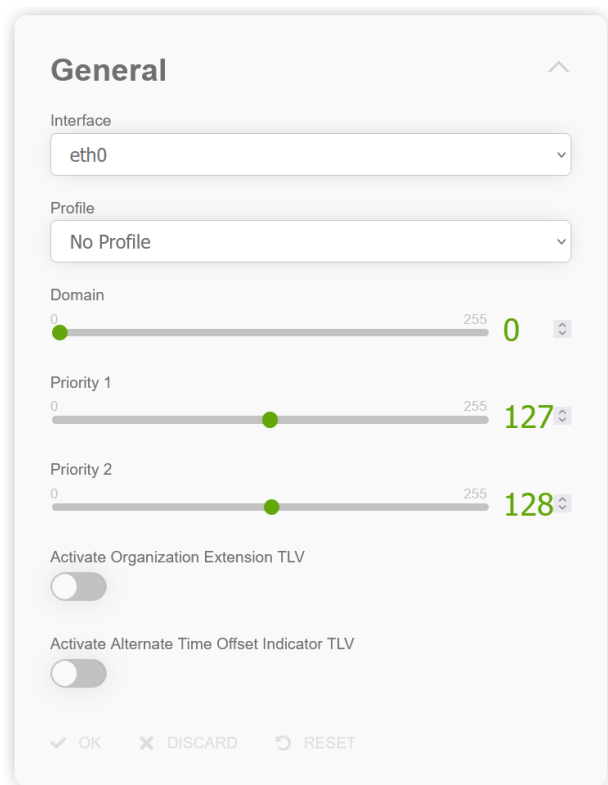 General
Interface
eth0
Profile
No Profile
Domain
0 255 0
Priority 1
0 255 127
Priority 2
0 255 128
Activate Organization Extension TLV
Activate Alternate Time Offset Indicator TLV
OK DISCARD RESET